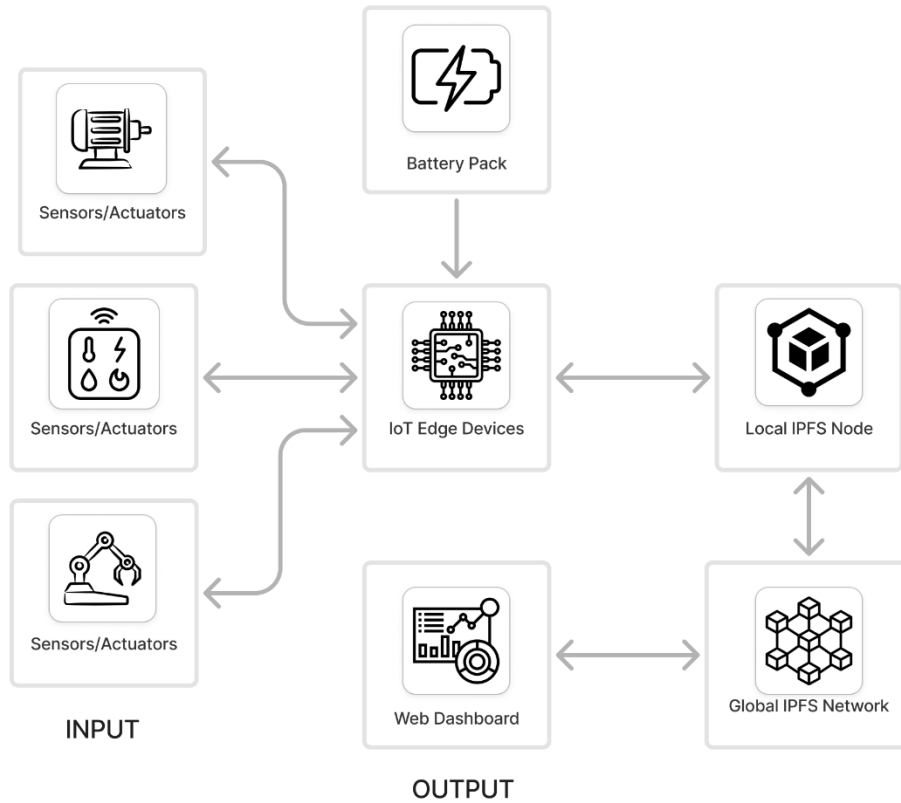 Battery Pack
Sensors/Actuators
Sensors/Actuators
IoT Edge Devices
Local IPFS Node
Sensors/Actuators
Web Dashboard
Global IPFS Network
INPUT
OUTPUT